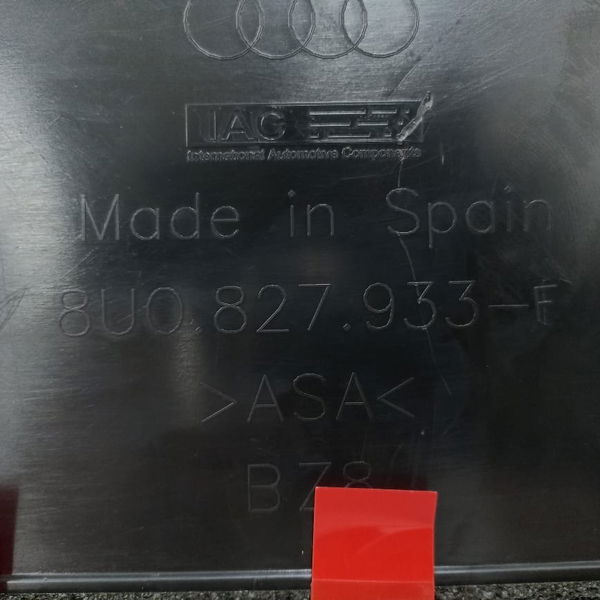 IAC
International Automotive Components
Made in Spain
8U0.827.933-F
>ASA<
BZ8